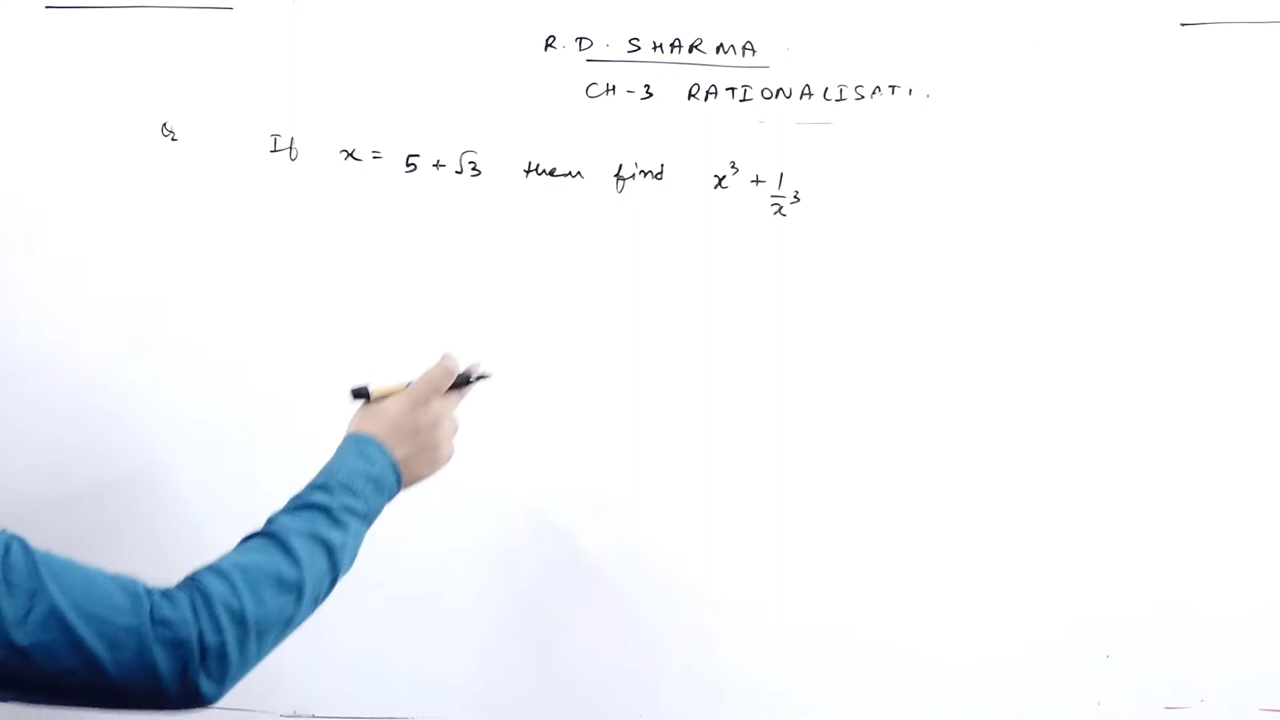 R. D. SHARMA
CH-3 RATIONALISATI
Q If x = 5 + √3 then find x³ + 1/x³